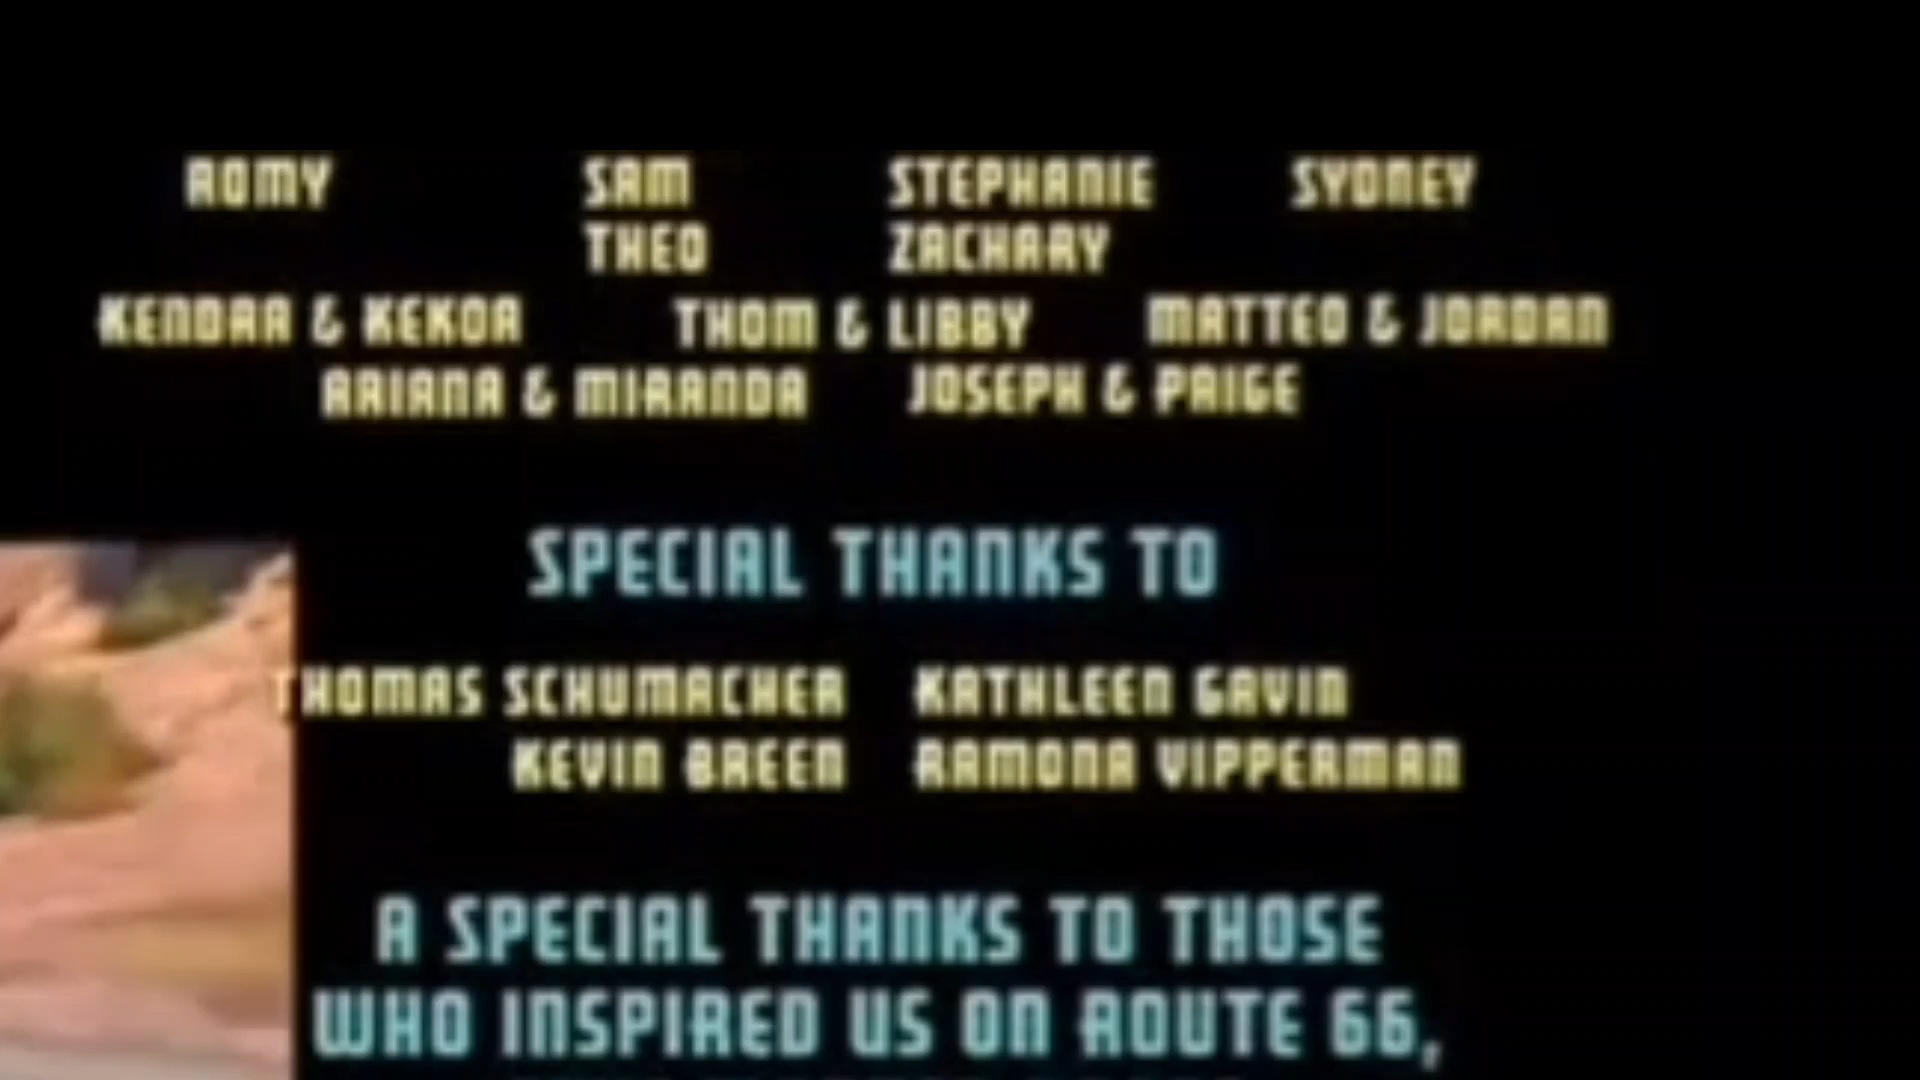 ROMY SAM STEPHANIE SYDNEY
THEO ZACHARY
KENDRA & KEKOA THOM & LIBBY MATTEO & JORDAN
ARIANA & MIRANDA JOSEPH & PAIGE
SPECIAL THANKS TO
THOMAS SCHUMACHER KATHLEEN GAVIN
KEVIN BREEN RAMONA VIPPERMAN
A SPECIAL THANKS TO THOSE
WHO INSPIRED US ON ROUTE 66,